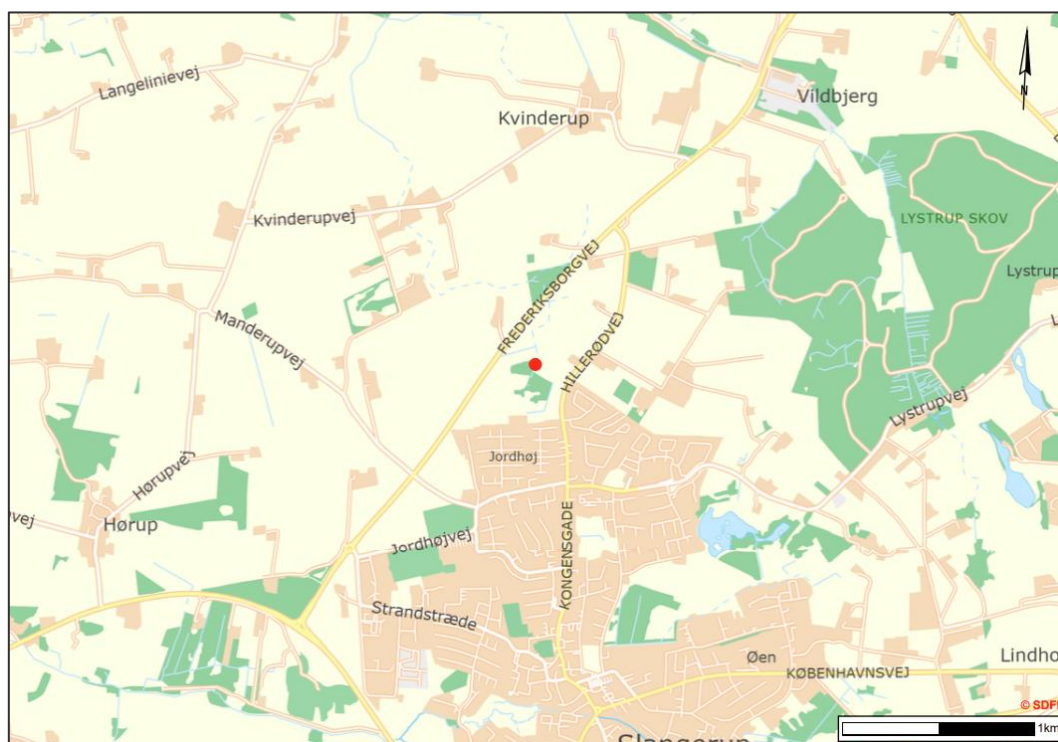 Langelinievej
Vildbjerg
N
Kvinderup
Kvinderupvej
LYSTRUP SKOV
FREDERIKSBORGVEJ
Lystrup
Manderupvej
HILLERØDVEJ
Lystrupvej
Jordhøj
Hørupvej
Hørup
Jordhøjvej
KONGENSGADE
Strandstræde
Øen
KØBENHAVNSVEJ
Lindho
© SDF
1km
Slangerup